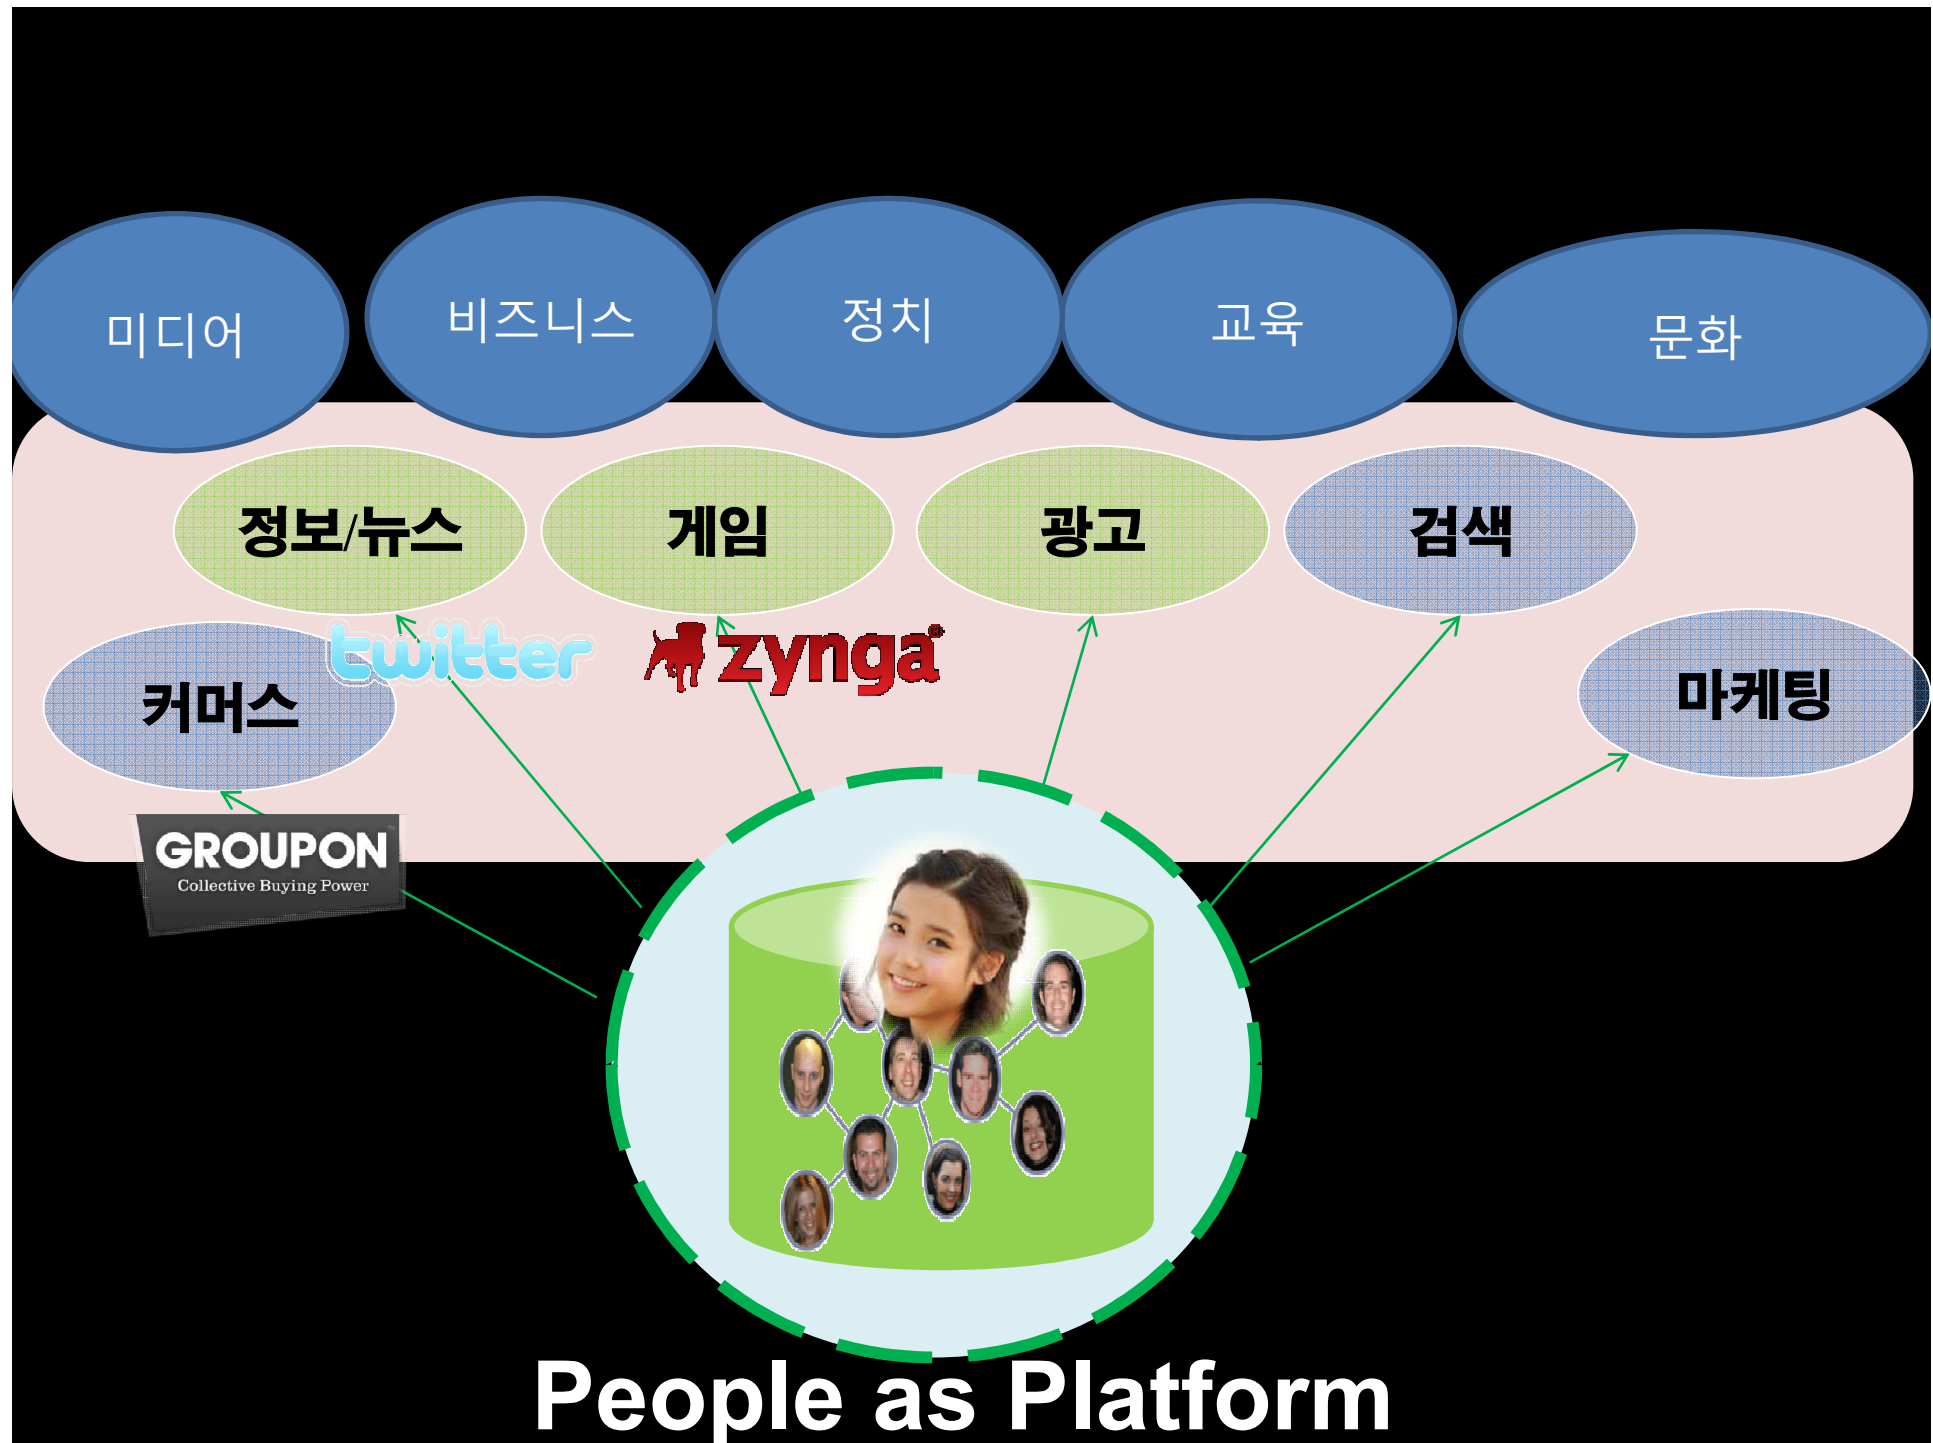 미디어
비즈니스
정치
교육
문화
정보/뉴스
게임
광고
검색
twitter
zynga®
커머스
마케팅
GROUPON
Collective Buying Power
People as Platform